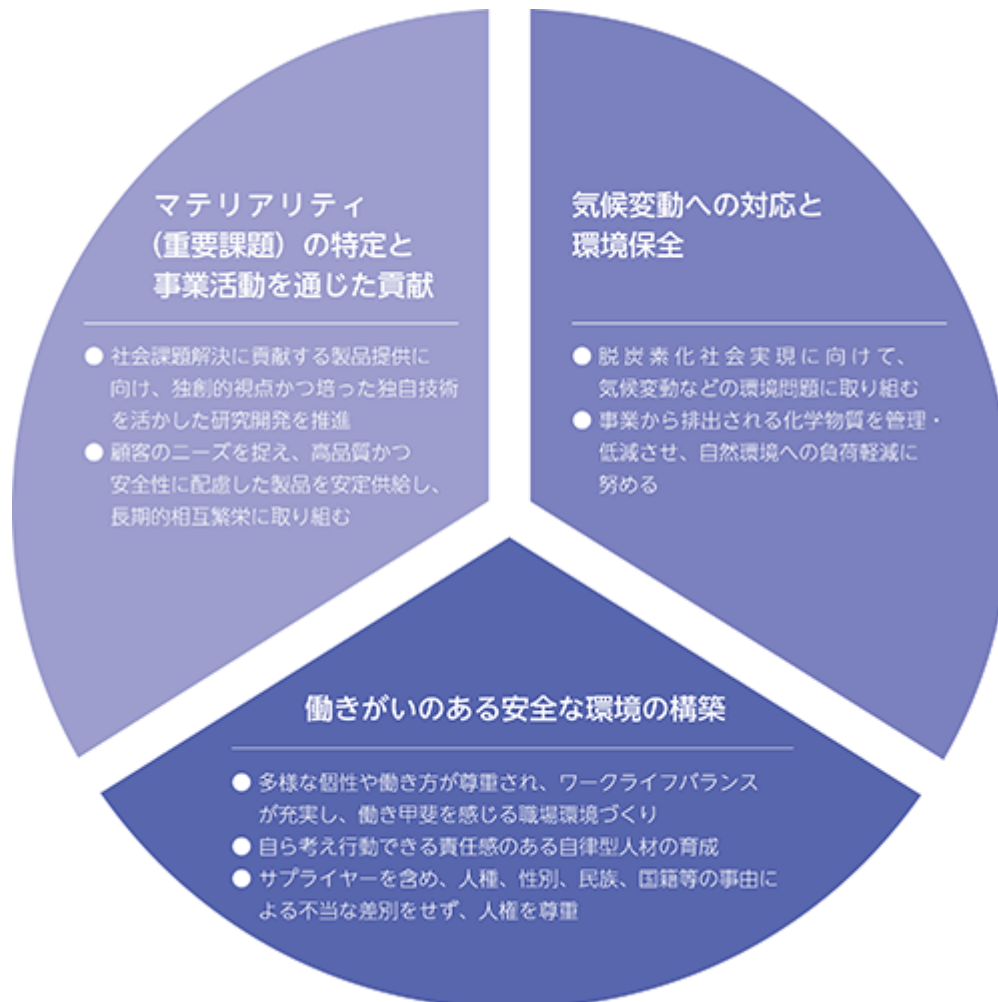 マテリアリティ
(重要課題)の特定と
事業活動を通じた貢献
● 社会課題解決に貢献する製品提供に
向け、独創的視点かつ培った独自技術
を活かした研究開発を推進
● 顧客のニーズを捉え、高品質かつ
安全性に配慮した製品を安定供給し、
長期的相互繁栄に取り組む
気候変動への対応と
環境保全
● 脱炭素化社会実現に向けて、
気候変動などの環境問題に取り組む
● 事業から排出される化学物質を管理・
低減させ、自然環境への負荷軽減に
努める
働きがいのある安全な環境の構築
● 多様な個性や働き方が尊重され、ワークライフバランス
が充実し、働き甲斐を感じる職場環境づくり
● 自ら考え行動できる責任感のある自律型人材の育成
● サプライヤーを含め、人種、性別、民族、国籍等の事由に
よる不当な差別をせず、人権を尊重